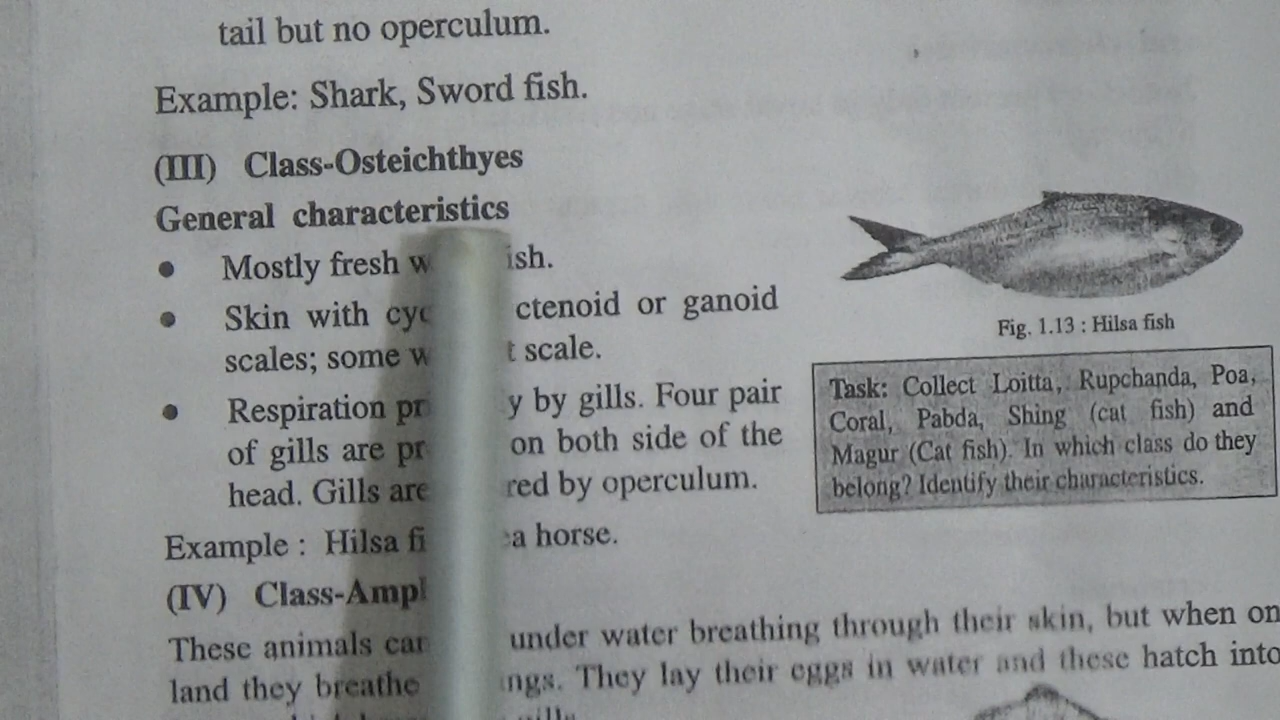 tail but no operculum.
Example: Shark, Sword fish.
(III) Class-Osteichthyes
General characteristics
Mostly fresh w ish.
Skin with cyc ctenoid or ganoid
scales; some w t scale.
Respiration pr y by gills. Four pair
of gills are pr on both side of the
head. Gills are red by operculum.
Example : Hilsa fi ea horse.
Fig. 1.13 : Hilsa fish
Task: Collect Loitta, Rupchanda, Poa,
Coral, Pabda, Shing (cat fish) and
Magur (Cat fish). In which class do they
belong? Identify their characteristics.
(IV) Class-Ampl
These animals can under water breathing through their skin, but when on
land they breathe ngs. They lay their eggs in water and these hatch into